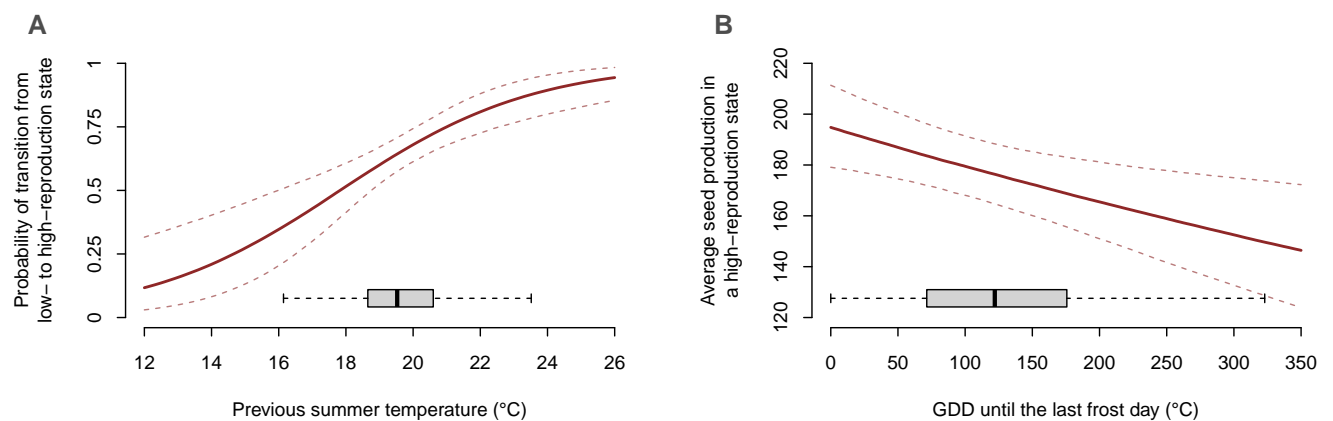 A
Probability of transition from
low− to high−reproduction state
1
0.75
0.5
0.25
0
12 14 16 18 20 22 24 26
Previous summer temperature (°C)
B
Average seed production in
a high−reproduction state
220
200
180
160
140
120
0 50 100 150 200 250 300 350
GDD until the last frost day (°C)